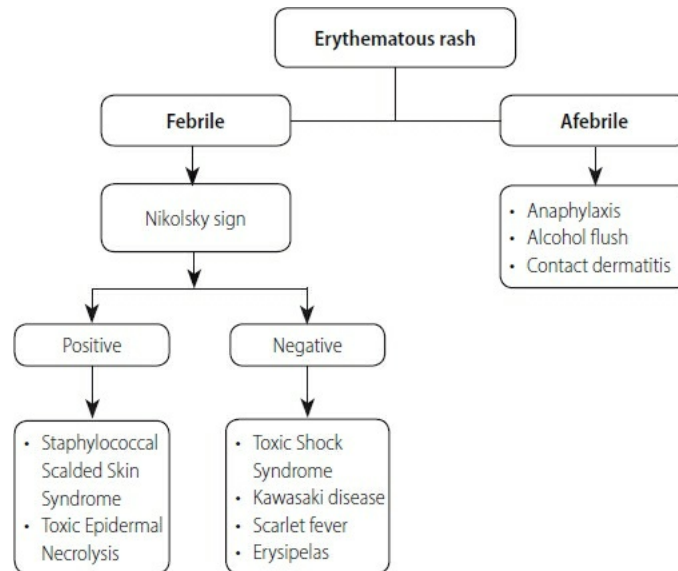 Erythematous rash
Febrile
Afebrile
Nikolsky sign
• Anaphylaxis
• Alcohol flush
• Contact dermatitis
Positive
Negative
• Staphylococcal
Scalded Skin
Syndrome
• Toxic Epidermal
Necrolysis
• Toxic Shock
Syndrome
• Kawasaki disease
• Scarlet fever
• Erysipelas